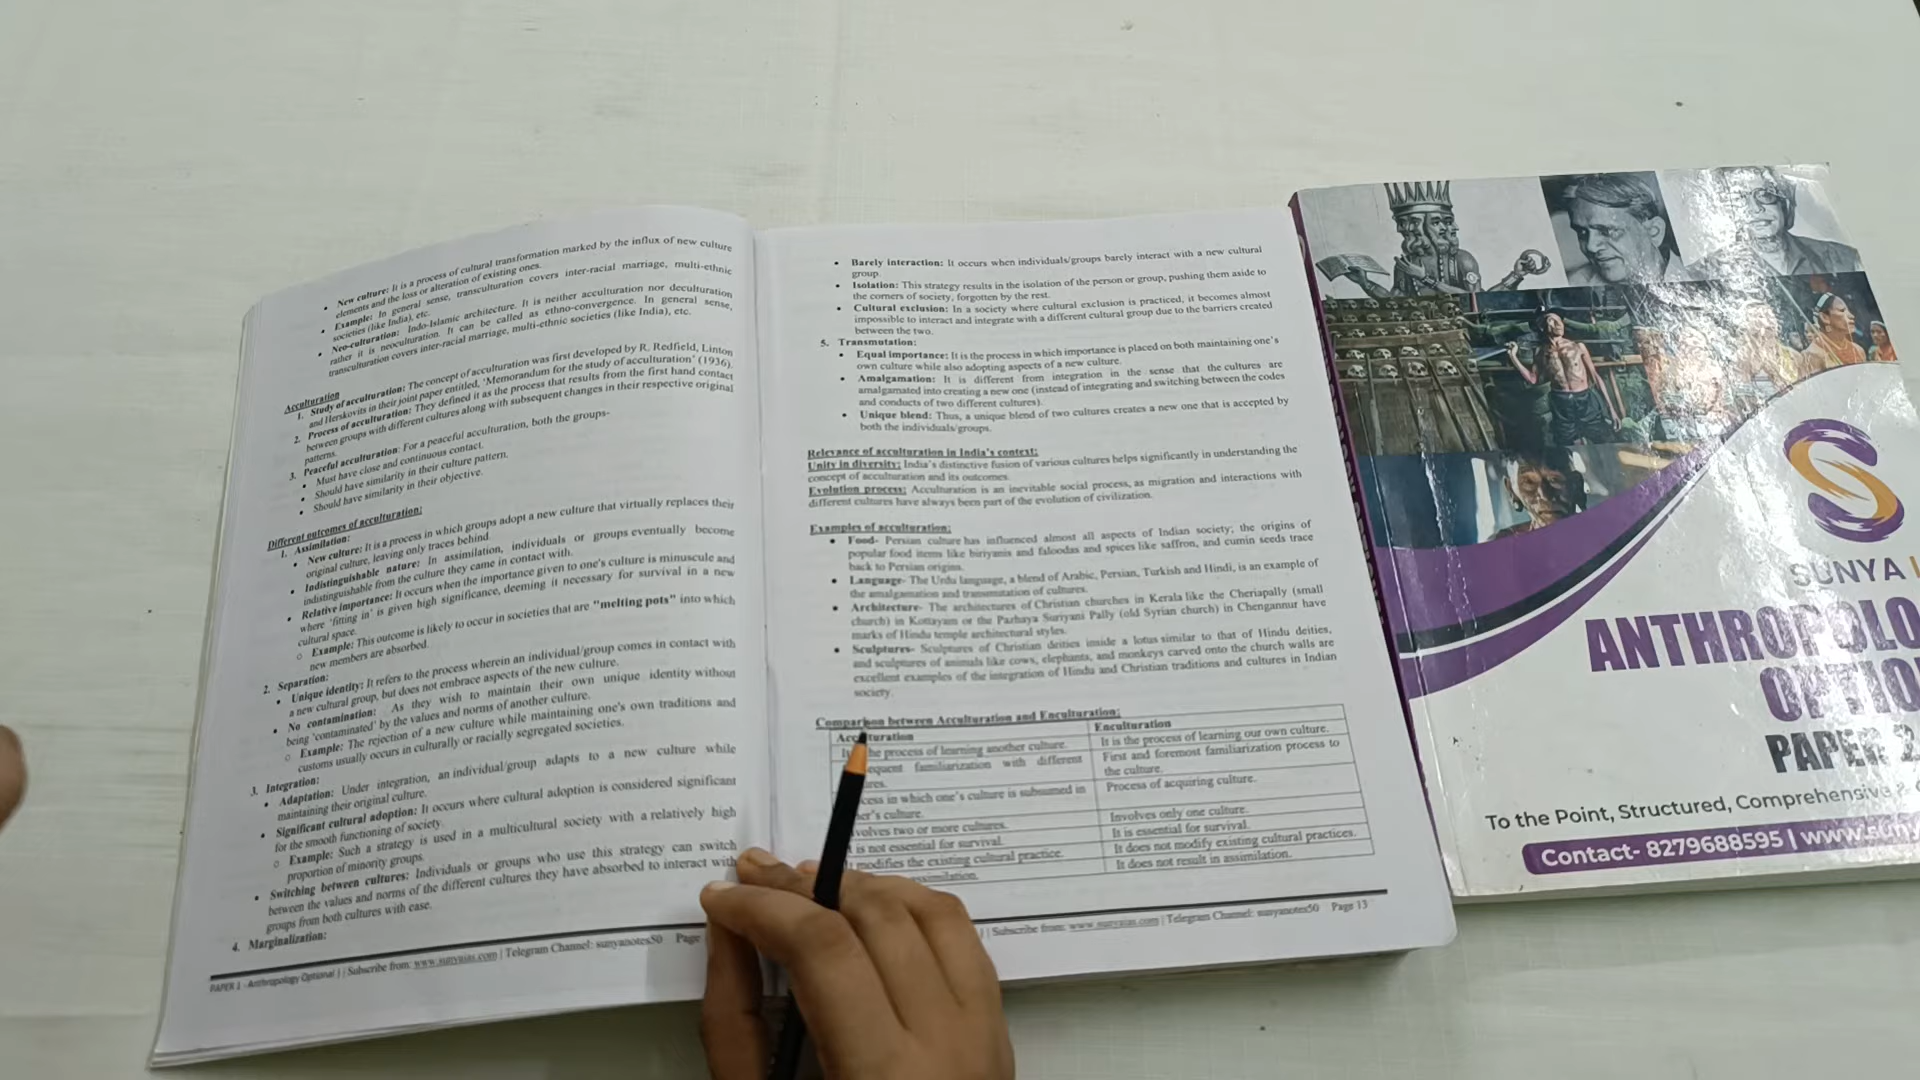 New culture: It is a process of cultural transformation marked by the influx of new culture
elements and the loss or alteration of existing ones.
Example: In general sense, transculturation covers inter-racial marriage, multi-ethnic
societies (like India), etc.
Neo-culturation: Indo-Islamic architecture. It is neither acculturation nor deculturation
rather it is neoculturation. It can be called as ethno-convergence. In general sense,
transculturation covers inter-racial marriage, multi-ethnic societies (like India), etc.
Acculturation
1. Study of acculturation: The concept of acculturation was first developed by R. Redfield, Linton
and Herskovits in their joint paper entitled, 'Memorandum for the study of acculturation' (1936).
2. Process of acculturation: They defined it as the process that results from the first hand contact
between groups with different cultures along with subsequent changes in their respective original
patterns.
3. Peaceful acculturation: For a peaceful acculturation, both the groups-
Must have close and continuous contact.
Should have similarity in their culture pattern.
Should have similarity in their objective.
Different outcomes of acculturation:
1. Assimilation:
New culture: It is a process in which groups adopt a new culture that virtually replaces their
original culture, leaving only traces behind.
Indistinguishable nature: In assimilation, individuals or groups eventually become
indistinguishable from the culture they came in contact with.
Relative importance: It occurs when the importance given to one's culture is minuscule and
where 'fitting in' is given high significance, deeming it necessary for survival in a new
cultural space.
Example: This outcome is likely to occur in societies that are "melting pots" into which
new members are absorbed.
2. Separation:
Unique identity: It refers to the process wherein an individual/group comes in contact with
a new cultural group, but does not embrace aspects of the new culture.
No contamination: As they wish to maintain their own unique identity without
being 'contaminated' by the values and norms of another culture.
Example: The rejection of a new culture while maintaining one's own traditions and
customs usually occurs in culturally or racially segregated societies.
3. Integration:
Adaptation: Under integration, an individual/group adapts to a new culture while
maintaining their original culture.
Significant cultural adoption: It occurs where cultural adoption is considered significant
for the smooth functioning of society.
Example: Such a strategy is used in a multicultural society with a relatively high
proportion of minority groups.
Switching between cultures: Individuals or groups who use this strategy can switch
between the values and norms of the different cultures they have absorbed to interact with
groups from both cultures with ease.
4. Marginalization:
PAPER 1 - Anthropology Optional || Subscribe from: www.sunyaias.com | Telegram Channel: sunyanotes50 Page
Barely interaction: It occurs when individuals/groups barely interact with a new cultural
group.
Isolation: This strategy results in the isolation of the person or group, pushing them aside to
the corners of society, forgotten by the rest.
Cultural exclusion: In a society where cultural exclusion is practiced, it becomes almost
impossible to interact and integrate with a different cultural group due to the barriers created
between the two.
5. Transmutation:
Equal importance: It is the process in which importance is placed on both maintaining one's
own culture while also adopting aspects of a new culture.
Amalgamation: It is different from integration in the sense that the cultures are
amalgamated into creating a new one (instead of integrating and switching between the codes
and conducts of two different cultures).
Unique blend: Thus, a unique blend of two cultures creates a new one that is accepted by
both the individuals/groups.
Relevance of acculturation in India's context:
Unity in diversity: India's distinctive fusion of various cultures helps significantly in understanding the
concept of acculturation and its outcomes.
Evolution process: Acculturation is an inevitable social process, as migration and interactions with
different cultures have always been part of the evolution of civilization.
Examples of acculturation:
Food- Persian culture has influenced almost all aspects of Indian society; the origins of
popular food items like biriyanis and faloodas and spices like saffron, and cumin seeds trace
back to Persian origins.
Language- The Urdu language, a blend of Arabic, Persian, Turkish and Hindi, is an example of
the amalgamation and transmutation of cultures.
Architecture- The architectures of Christian churches in Kerala like the Cheriapally (small
church) in Kottayam or the Pazhaya Suriyani Pally (old Syrian church) in Chengannur have
marks of Hindu temple architectural styles.
Sculptures- Sculptures of Christian deities inside a lotus similar to that of Hindu deities,
and sculptures of animals like cows, elephants, and monkeys carved onto the church walls are
excellent examples of the integration of Hindu and Christian traditions and cultures in Indian
society.
Comparison between Acculturation and Enculturation:
Acculturation Enculturation
the process of learning another culture. It is the process of learning our own culture.
familiarization with different First and foremost familiarization process to
the culture.
in which one's culture is subsumed in Process of acquiring culture.
culture.
two or more cultures. Involves only one culture.
is not essential for survival. It is essential for survival.
modifies the existing cultural practice. It does not modify existing cultural practices.
assimilation. It does not result in assimilation.
|| Subscribe from: www.sunyaias.com | Telegram Channel: sunyanotes50 Page 13
SUNYA
ANTHROPOLO
OPTIO
PAPER 2
To the Point, Structured, Comprehensive &
Contact- 8279688595 | www.suny